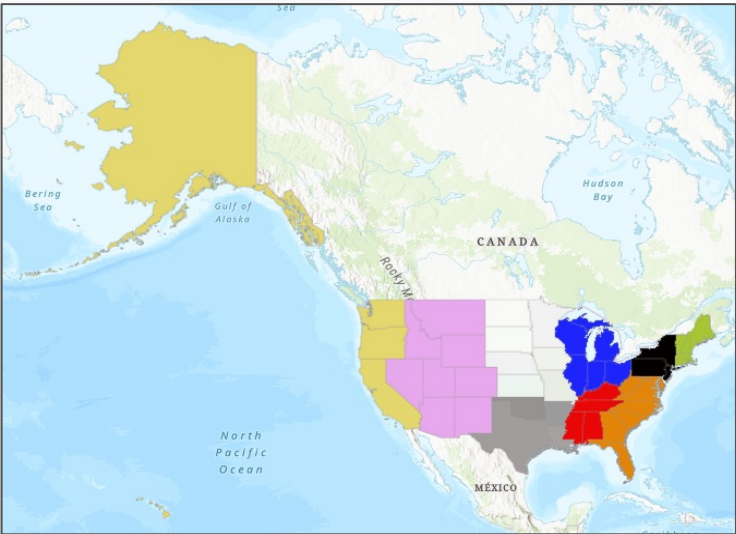 Sea
Bering
Sea
Gulf of
Alaska
Hudson
Bay
CANADA
Rocky M
North
Pacific
Ocean
MÉXICO